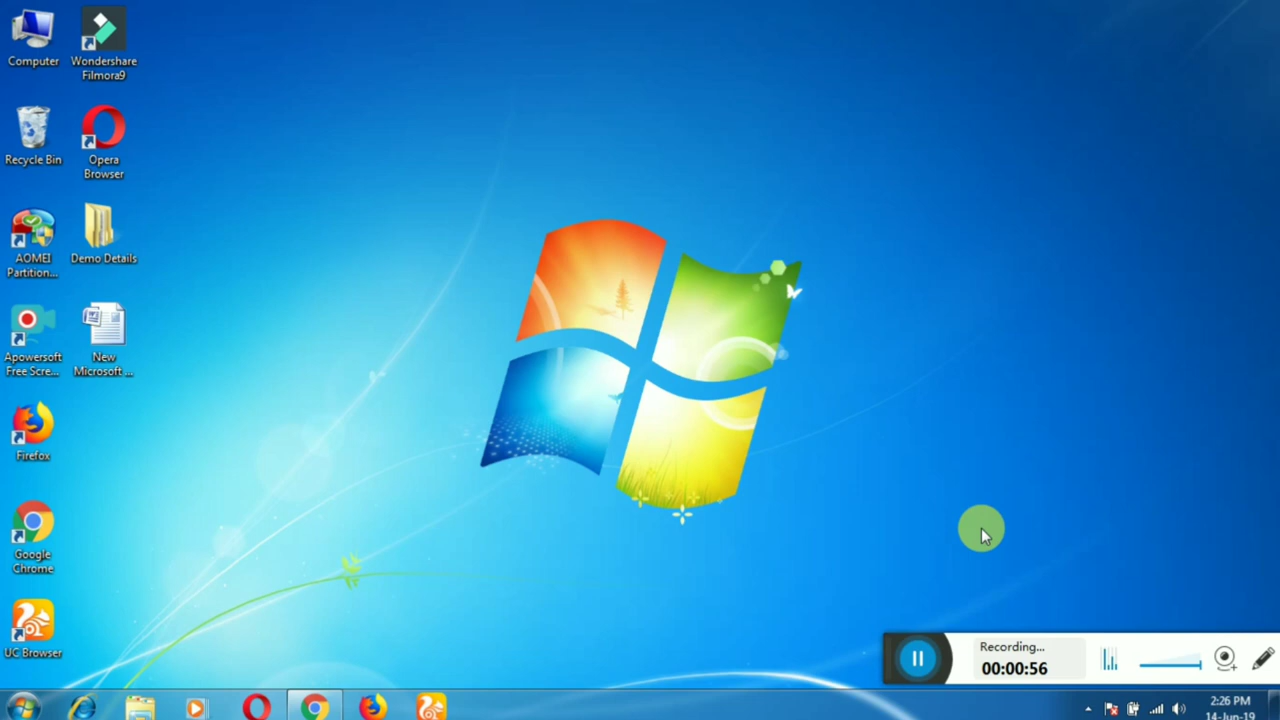 Computer
Wondershare
Filmora9
Recycle Bin
Opera
Browser
AOMEI
Partition...
Demo Details
Apowersoft
Free Scre...
New
Microsoft ...
Firefox
Google
Chrome
UC Browser
Recording...
00:00:56
2:26 PM
14-Jun-19